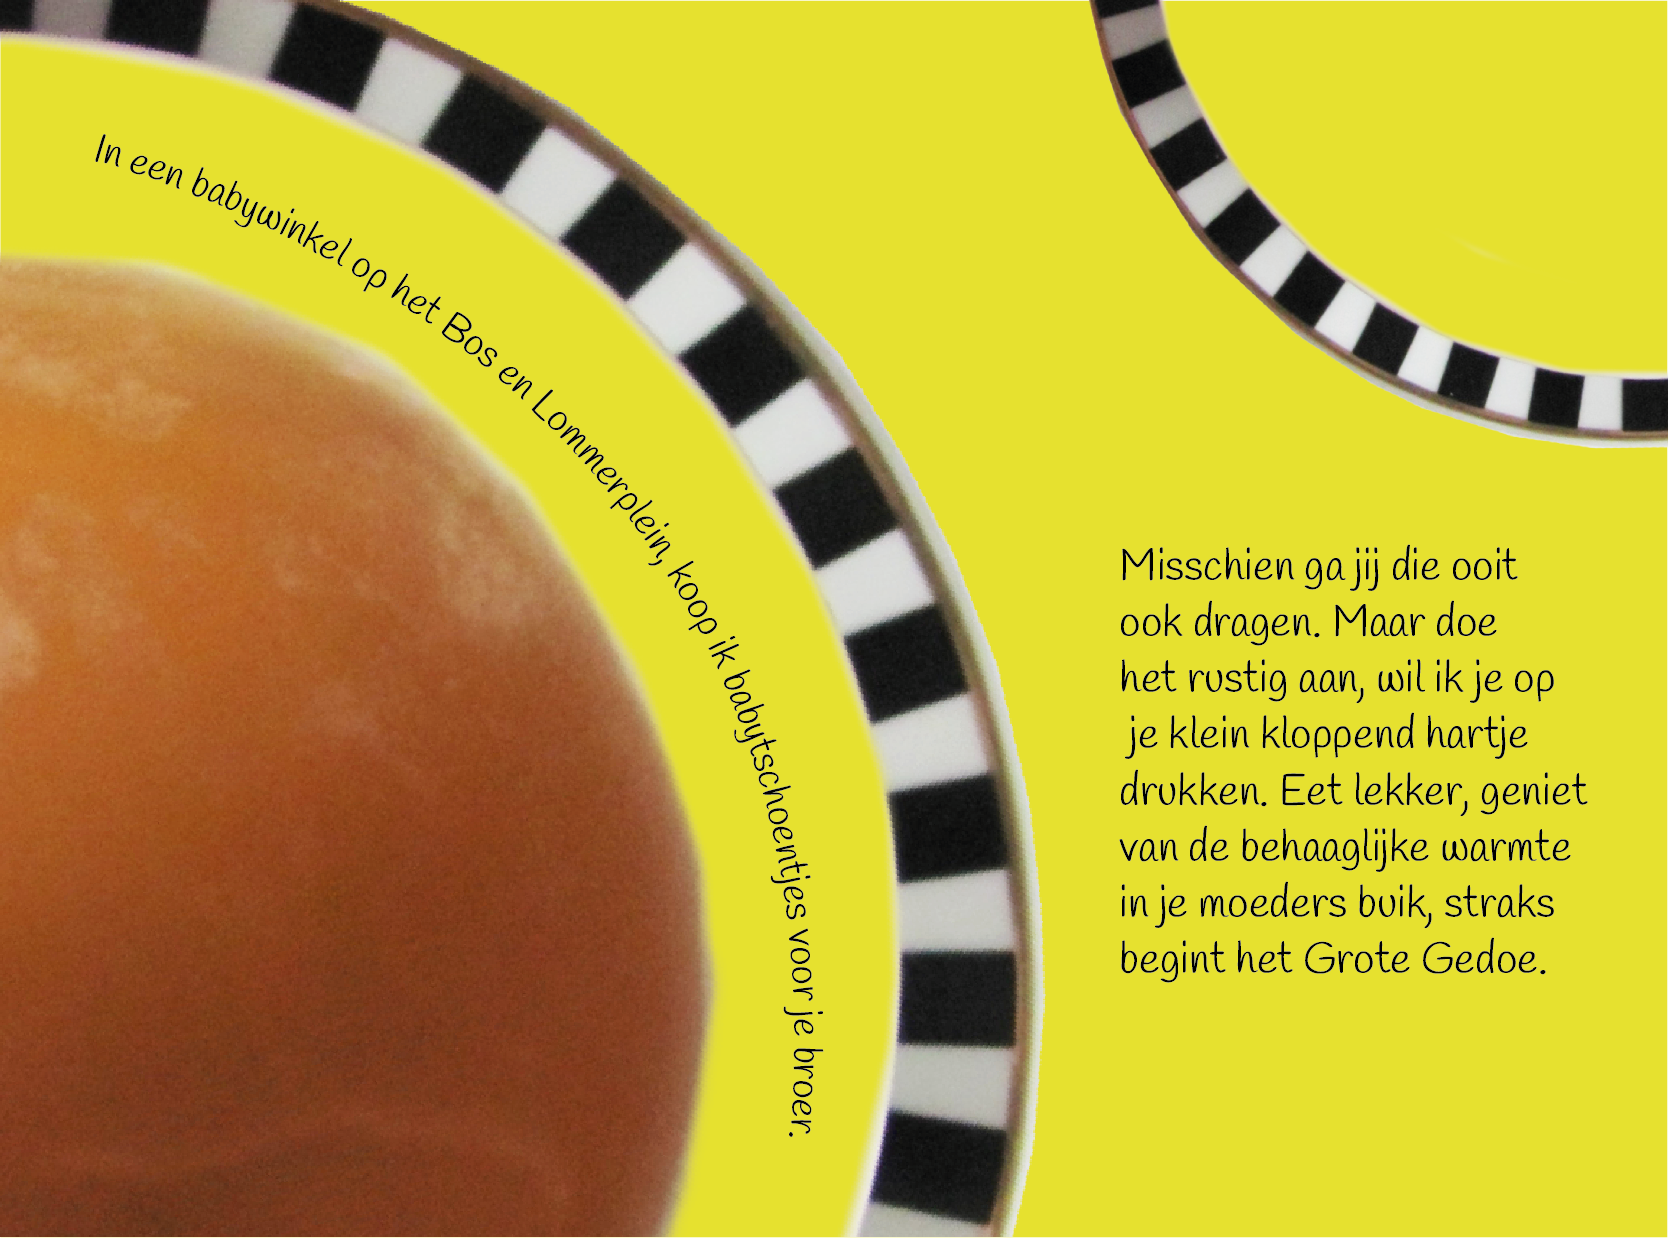 In een babywinkel op het Bos en Lommerplein, koop ik babytschoentjes voor je broer.
Misschien ga jij die ooit
ook dragen. Maar doe
het rustig aan, wil ik je op
je klein kloppend hartje
drukken. Eet lekker, geniet
van de behaaglijke warmte
in je moeders buik, straks
begint het Grote Gedoe.